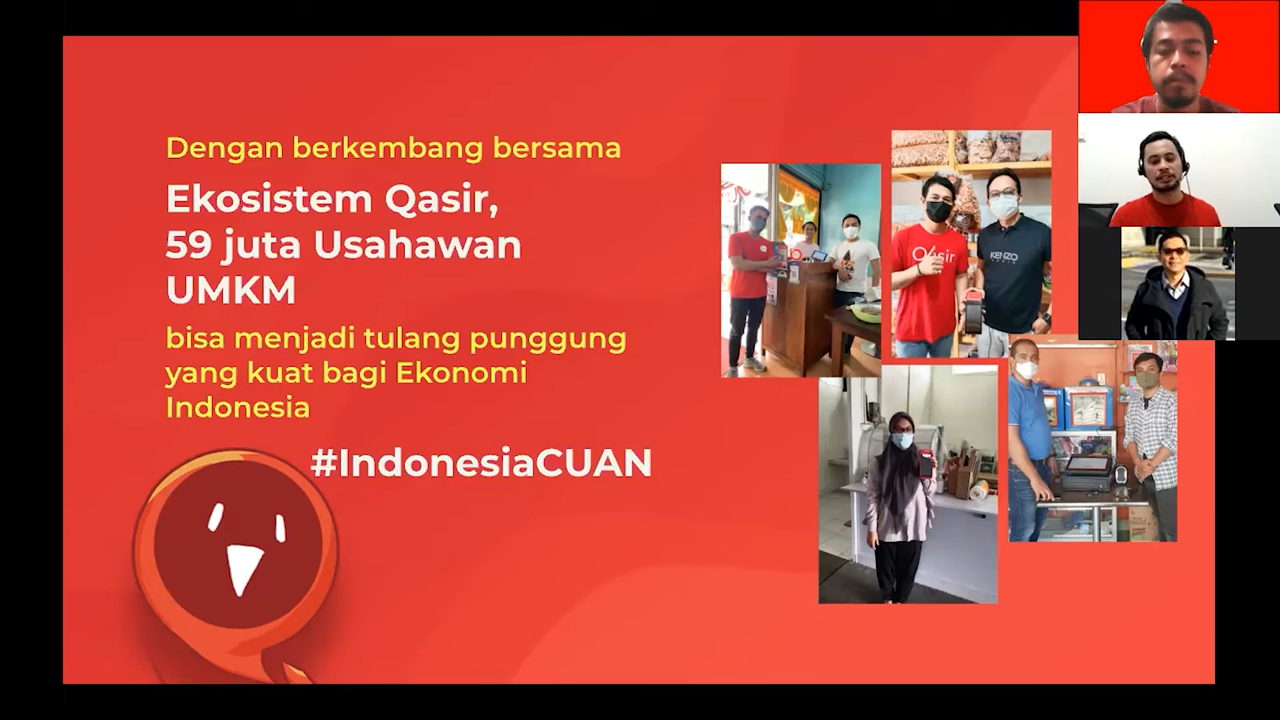 Dengan berkembang bersama
Ekosistem Qasir,
59 juta Usahawan
UMKM
bisa menjadi tulang punggung
yang kuat bagi Ekonomi
Indonesia
#IndonesiaCUAN
Qasir
KENZO